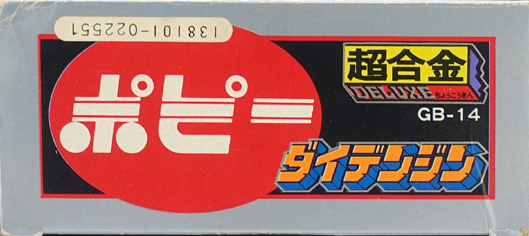 138101-022551
ポピー
超合金
DELUXE ちょうごうきん
GB-14
ダイデンジン